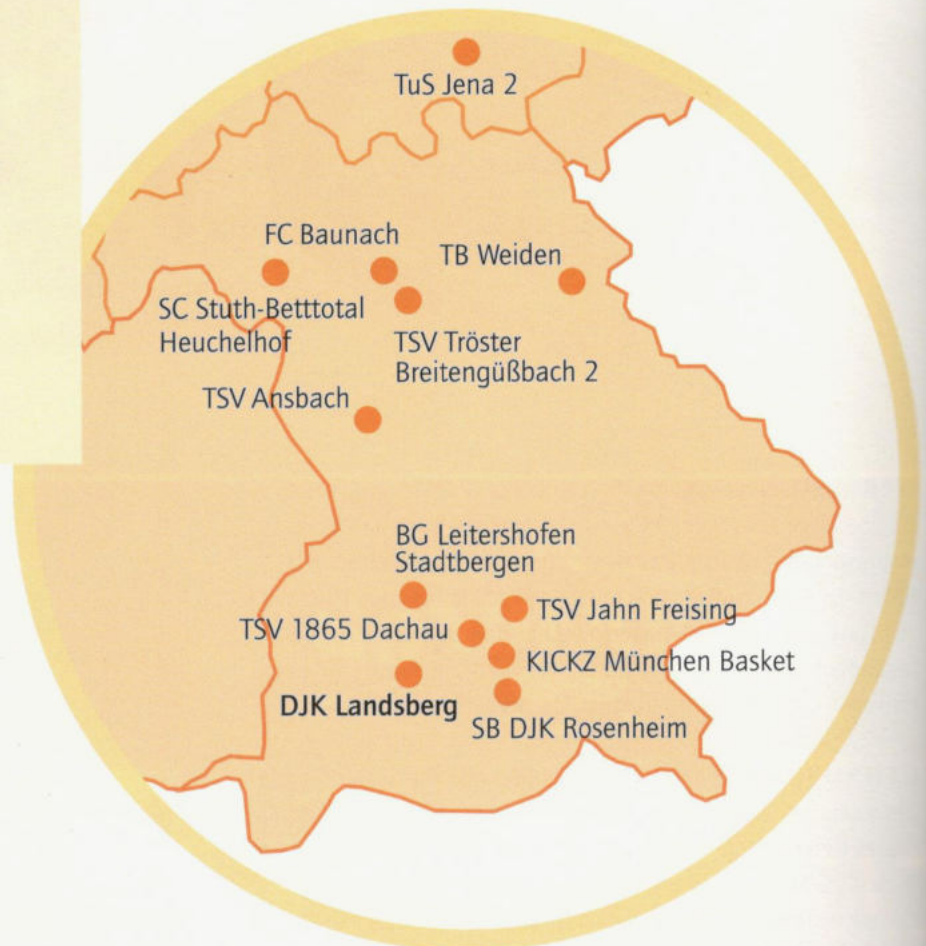 TuS Jena 2
FC Baunach
TB Weiden
SC Stuth-Betttotal
Heuchelhof
TSV Tröster
Breitengüßbach 2
TSV Ansbach
BG Leitershofen
Stadtbergen
TSV Jahn Freising
TSV 1865 Dachau
KICKZ München Basket
DJK Landsberg
SB DJK Rosenheim